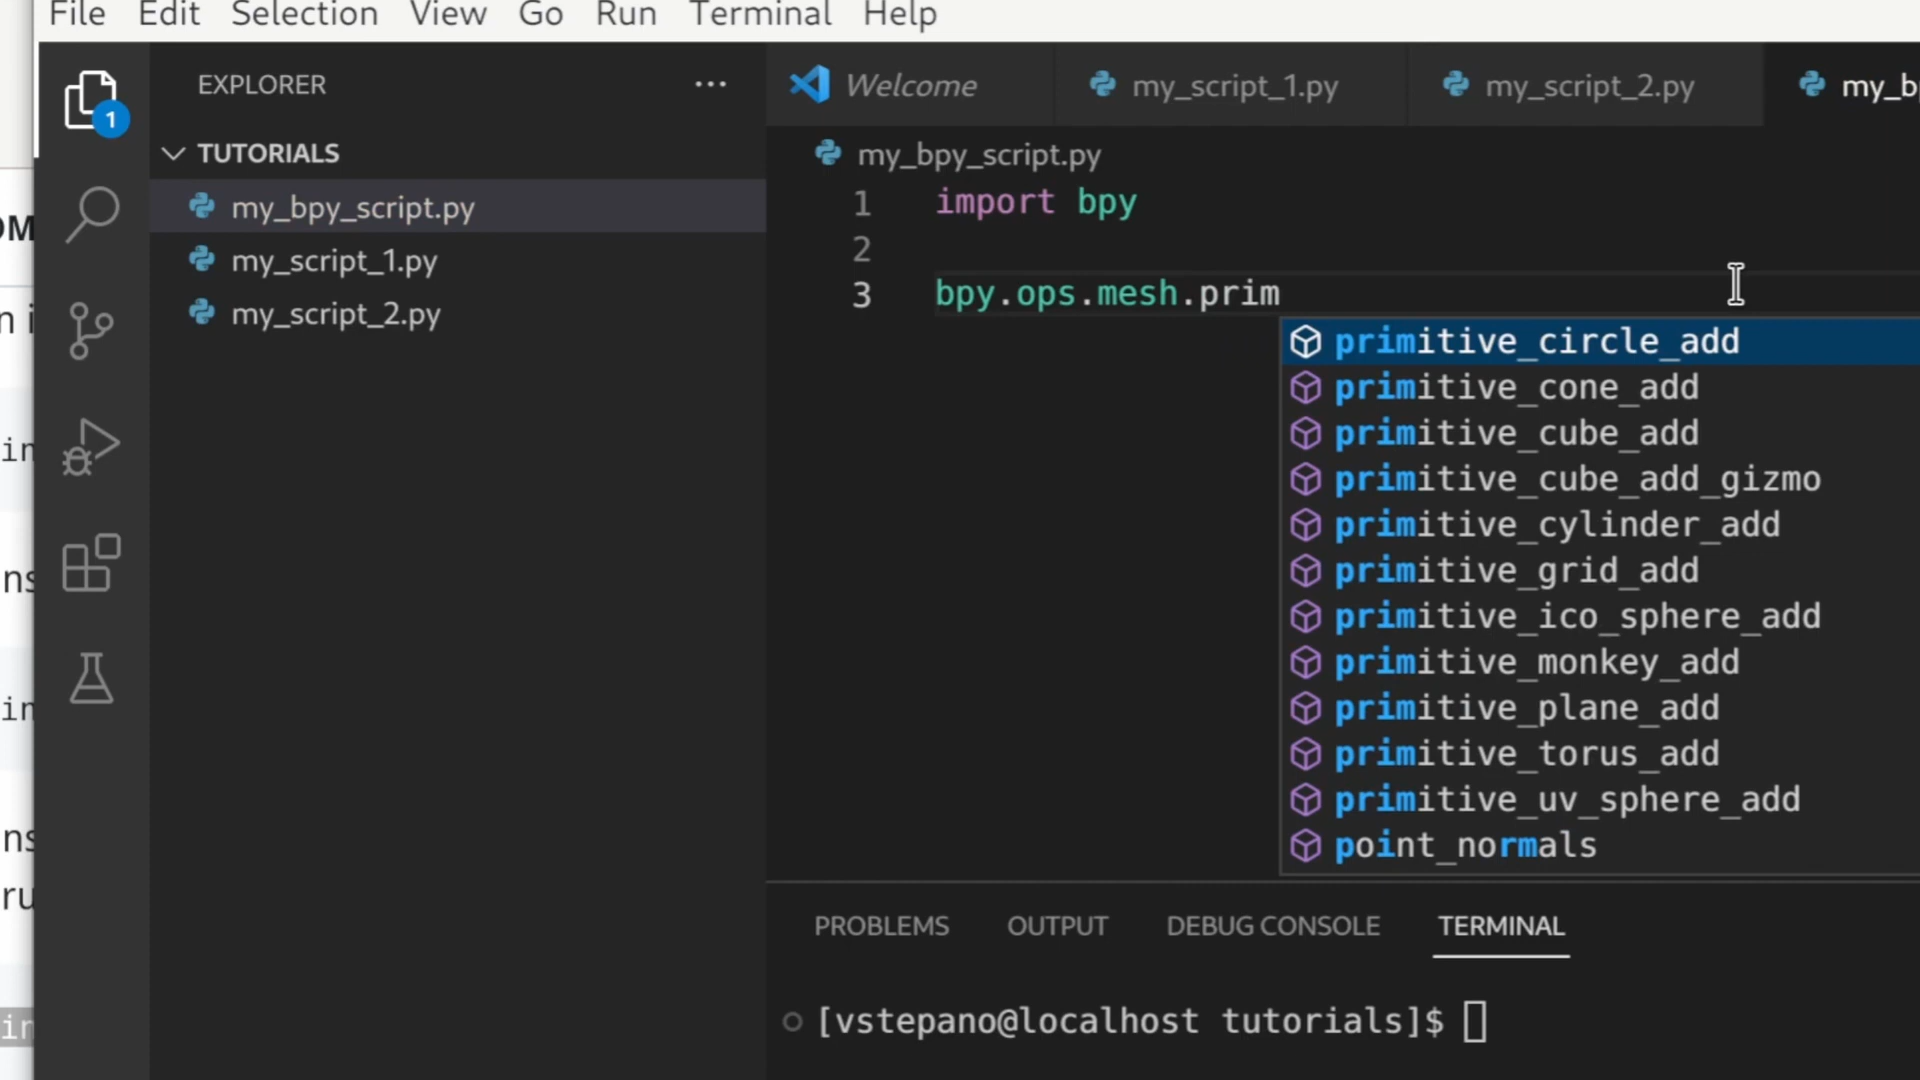 File Edit Selection View Go Run Terminal Help
EXPLORER ...
1
TUTORIALS
my_bpy_script.py
my_script_1.py
my_script_2.py
Welcome my_script_1.py my_script_2.py my_b
my_bpy_script.py
1 import bpy
2
3 bpy.ops.mesh.prim
primitive_circle_add
primitive_cone_add
primitive_cube_add
primitive_cube_add_gizmo
primitive_cylinder_add
primitive_grid_add
primitive_ico_sphere_add
primitive_monkey_add
primitive_plane_add
primitive_torus_add
primitive_uv_sphere_add
point_normals
PROBLEMS OUTPUT DEBUG CONSOLE TERMINAL
[vstepano@localhost tutorials]$